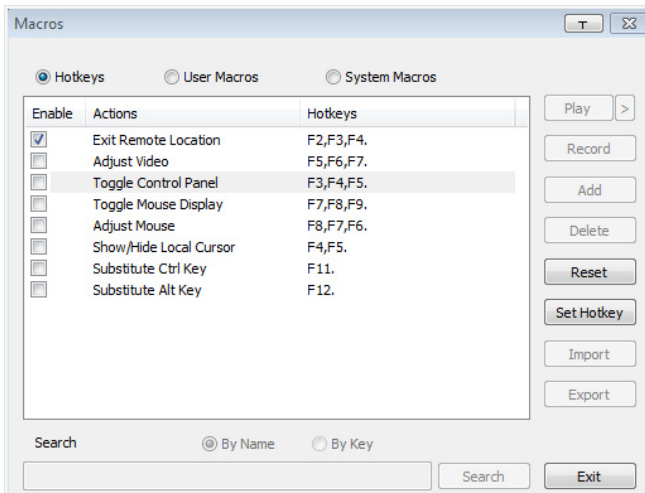 Macros T
Hotkeys User Macros System Macros
Enable Actions Hotkeys
Exit Remote Location F2,F3,F4.
Adjust Video F5,F6,F7.
Toggle Control Panel F3,F4,F5.
Toggle Mouse Display F7,F8,F9.
Adjust Mouse F8,F7,F6.
Show/Hide Local Cursor F4,F5.
Substitute Ctrl Key F11.
Substitute Alt Key F12.
Play >
Record
Add
Delete
Reset
Set Hotkey
Import
Export
Search By Name By Key
Search Exit